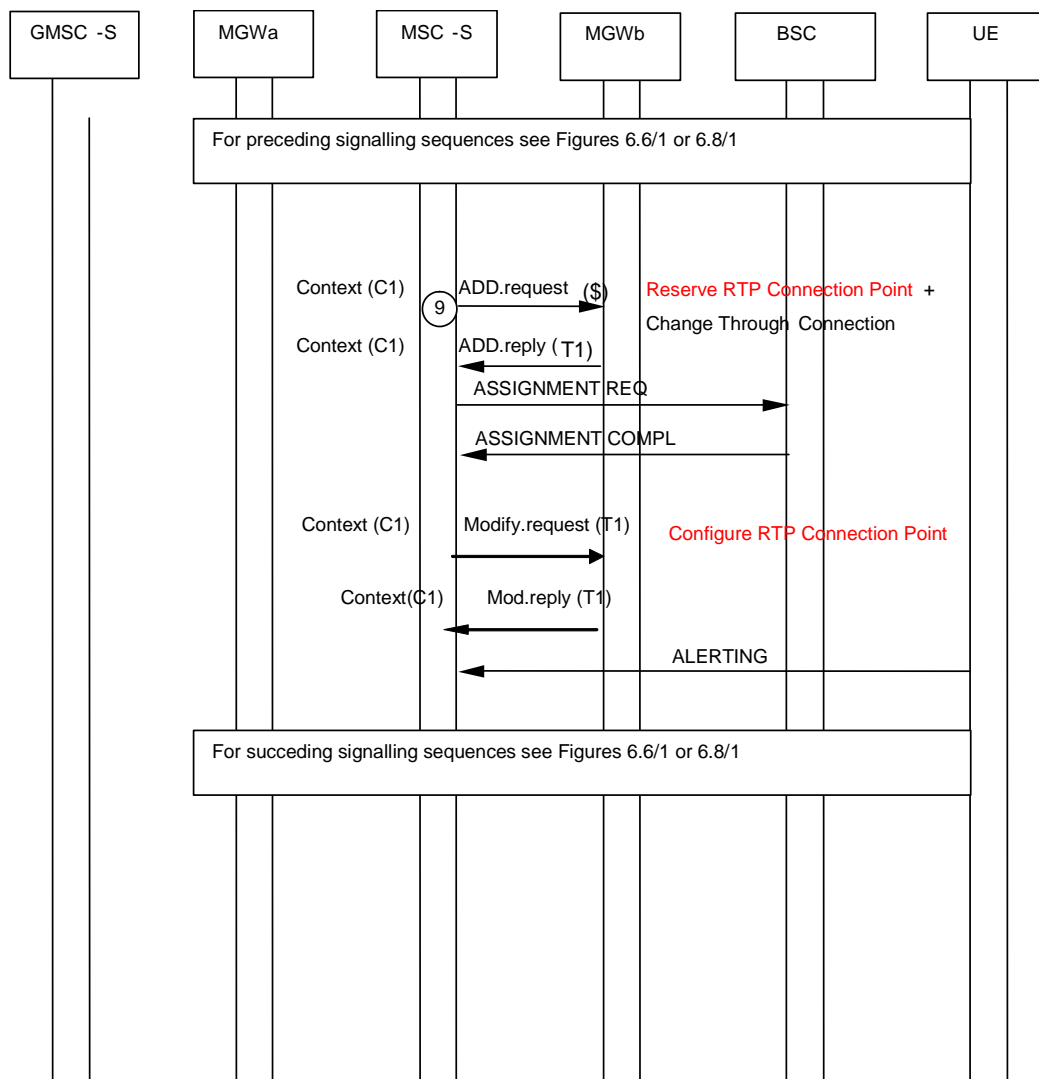 GMSC -S
MGWa
MSC -S
MGWb
BSC
UE
For preceding signalling sequences see Figures 6.6/1 or 6.8/1
Context (C1)
9
ADD.request ($)
Reserve RTP Connection Point +
Change Through Connection
Context (C1)
ADD.reply (T1)
ASSIGNMENT REQ
ASSIGNMENT COMPL
Context (C1)
Modify.request (T1)
Configure RTP Connection Point
Context(C1)
Mod.reply (T1)
ALERTING
For succeding signalling sequences see Figures 6.6/1 or 6.8/1